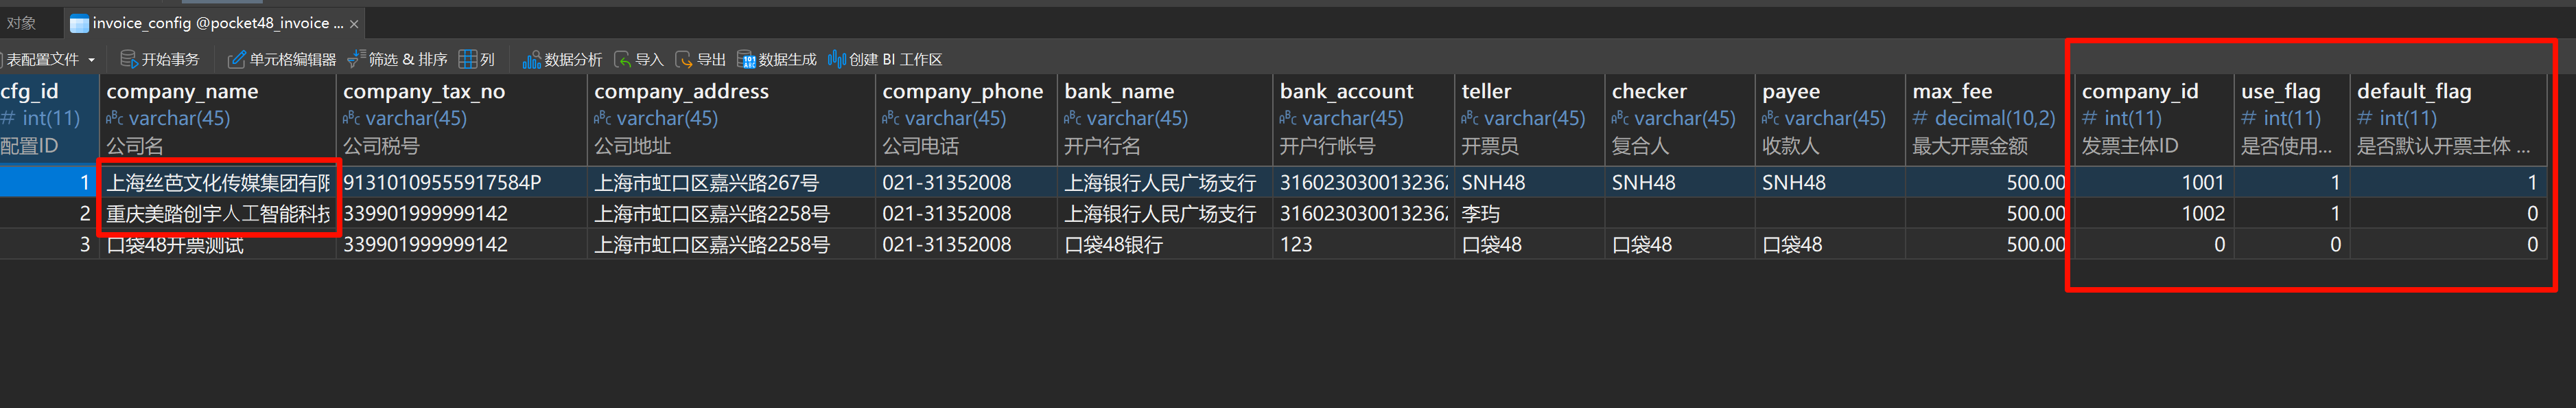 对象
invoice_config @pocket48_invoice ...
表配置文件 开始事务 单元格编辑器 筛选 & 排序 列 数据分析 导入 导出 数据生成 创建 BI 工作区
cfg_id company_name company_tax_no company_address company_phone bank_name bank_account teller checker payee max_fee company_id use_flag default_flag
# int(11) ABC varchar(45) ABC varchar(45) ABC varchar(45) ABC varchar(45) ABC varchar(45) ABC varchar(45) ABC varchar(45) ABC varchar(45) ABC varchar(45) # decimal(10,2) # int(11) # int(11) # int(11)
配置ID 公司名 公司税号 公司地址 公司电话 开户行名 开户行帐号 开票员 复合人 收款人 最大开票金额 发票主体ID 是否使用... 是否默认开票主体 ...
1 上海丝芭文化传媒集团有限 91310109555917584P 上海市虹口区嘉兴路267号 021-31352008 上海银行人民广场支行 3160230300132362 SNH48 SNH48 SNH48 500.00 1001 1 1
2 重庆美踏创宇人工智能科技 339901999999142 上海市虹口区嘉兴路2258号 021-31352008 上海银行人民广场支行 3160230300132362 李玙 500.00 1002 1 0
3 口袋48开票测试 339901999999142 上海市虹口区嘉兴路2258号 021-31352008 口袋48银行 123 口袋48 口袋48 口袋48 500.00 0 0 0